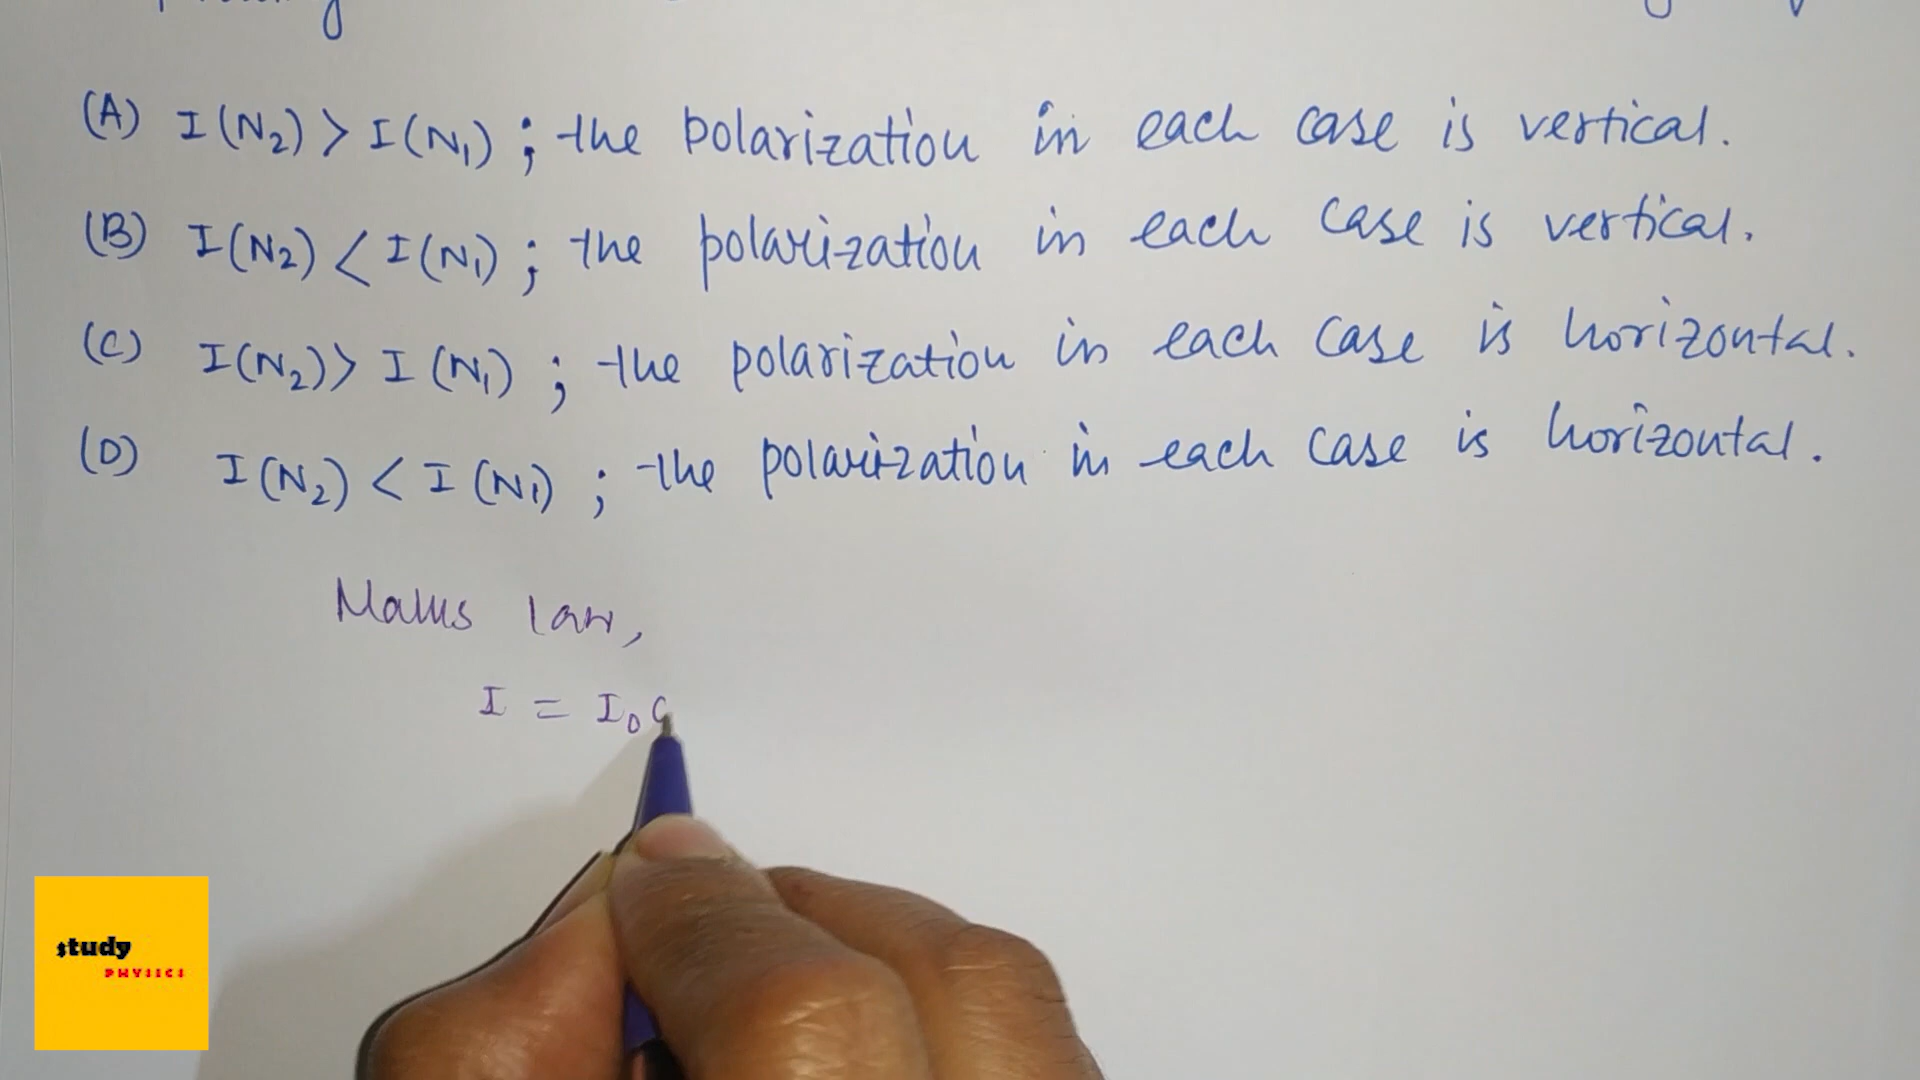 (A) I(N₂) > I(N₁) ; the polarization in each case is vertical.
(B) I(N₂) < I(N₁) ; the polarization in each case is vertical.
(C) I(N₂) > I(N₁) ; the polarization in each case is horizontal.
(D) I(N₂) < I(N₁) ; the polarization in each case is horizontal.
Malus law,
I = I₀ c
study
PHYSICS